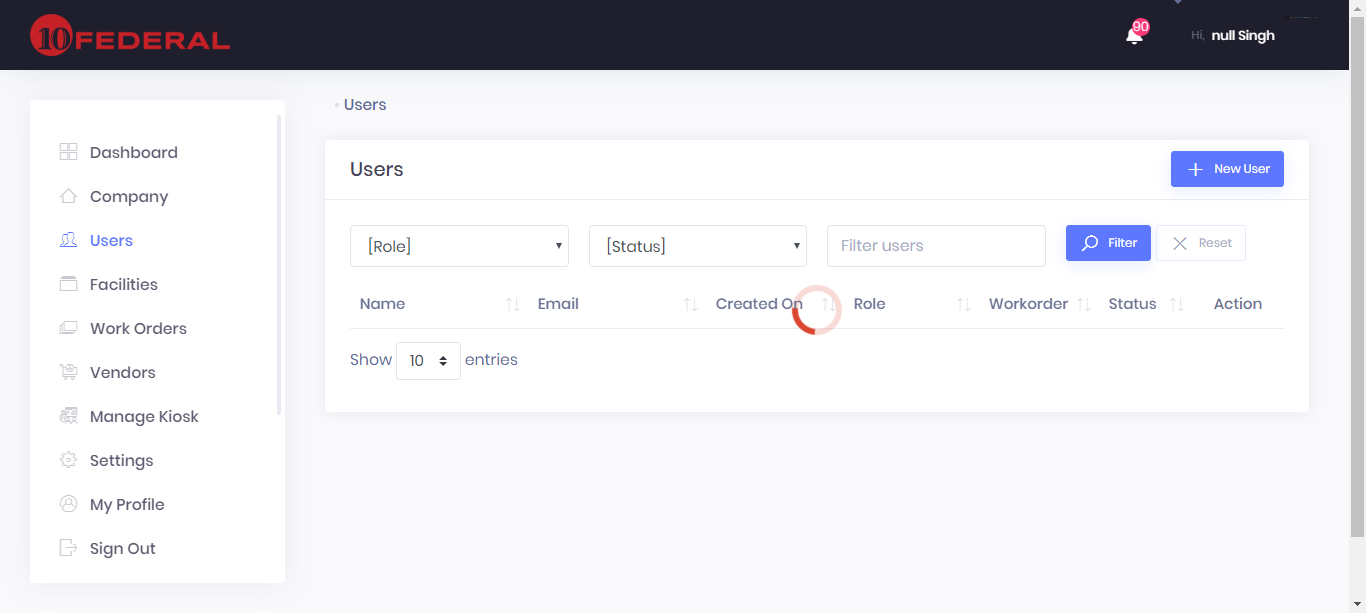 10 FEDERAL
90
Hi, null Singh
Dashboard
Company
Users
Facilities
Work Orders
Vendors
Manage Kiosk
Settings
My Profile
Sign Out
Users
Users
New User
[Role]
[Status]
Filter users
Filter
Reset
Name Email Created On Role Workorder Status Action
Show 10 entries